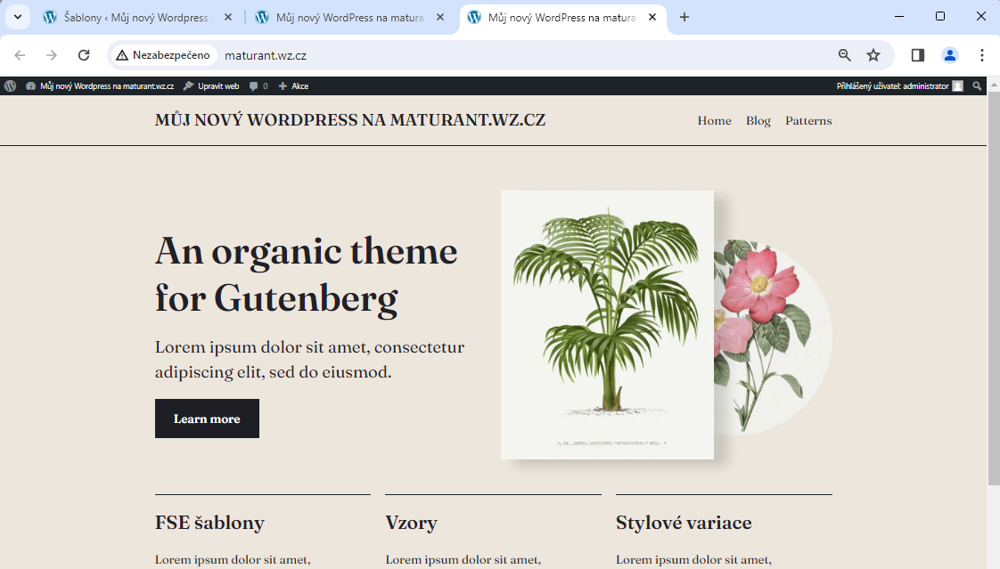 Šablony ‹ Můj nový Wordpress
Můj nový WordPress na matura
Můj nový WordPress na matura
Nezabezpečeno
maturant.wz.cz
Můj nový Wordpress na maturant.wz.cz
Upravit web
0
Akce
Přihlášený uživatel: administrator
MŮJ NOVÝ WORDPRESS NA MATURANT.WZ.CZ
Home
Blog
Patterns
An organic theme
for Gutenberg
Lorem ipsum dolor sit amet, consectetur
adipiscing elit, sed do eiusmod.
Learn more
FSE šablony
Vzory
Stylové variace
Lorem ipsum dolor sit amet,
Lorem ipsum dolor sit amet,
Lorem ipsum dolor sit amet,